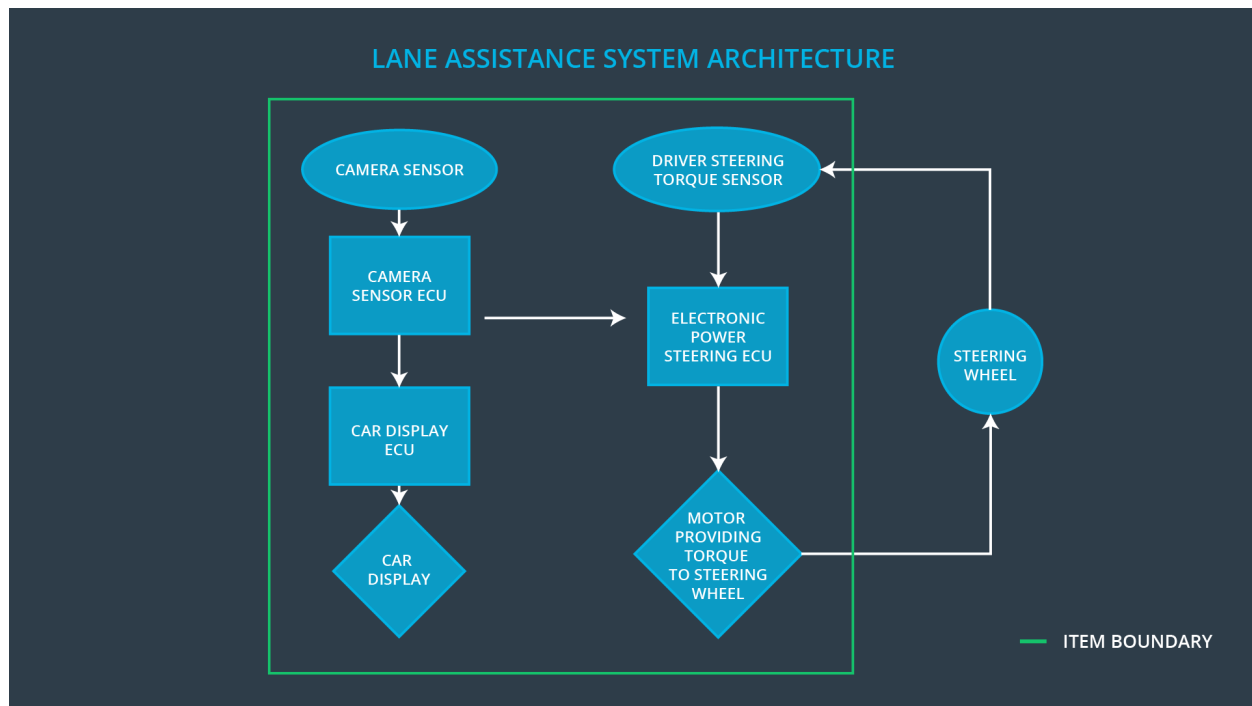 LANE ASSISTANCE SYSTEM ARCHITECTURE
CAMERA SENSOR
CAMERA
SENSOR ECU
CAR DISPLAY
ECU
CAR
DISPLAY
DRIVER STEERING
TORQUE SENSOR
ELECTRONIC
POWER
STEERING ECU
MOTOR
PROVIDING
TORQUE
TO STEERING
WHEEL
STEERING
WHEEL
ITEM BOUNDARY